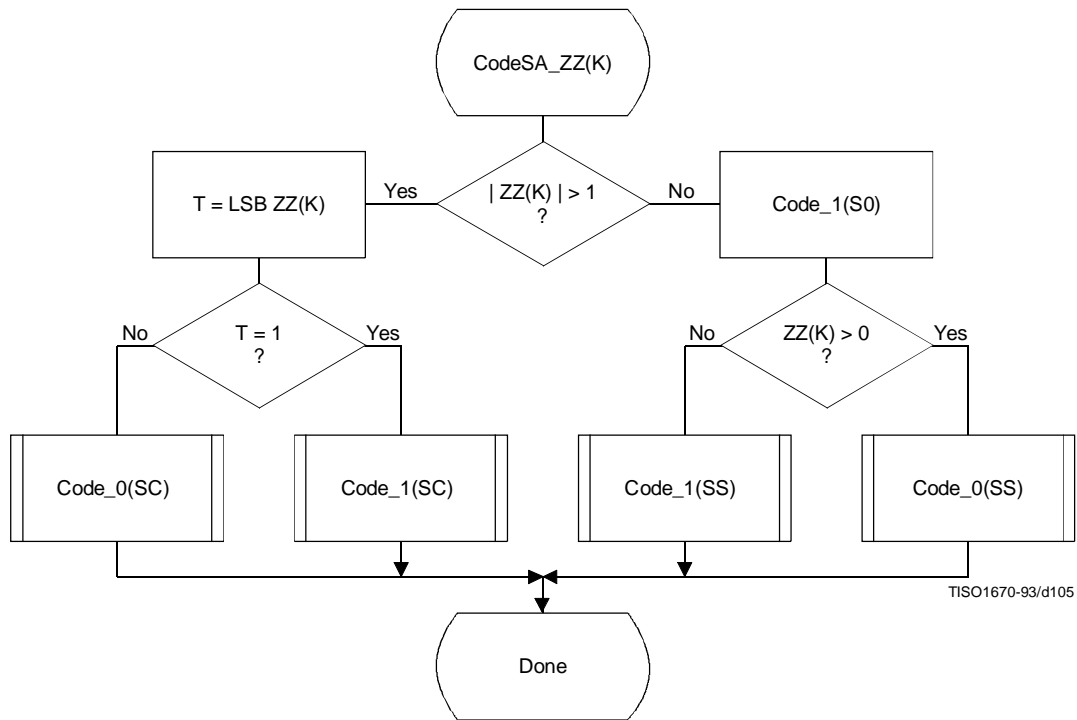 CodeSA_ZZ(K)
T = LSB ZZ(K)
Yes
| ZZ(K) | > 1
?
No
Code_1(S0)
No
T = 1
?
Yes
No
ZZ(K) > 0
?
Yes
Code_0(SC)
Code_1(SC)
Code_1(SS)
Code_0(SS)
TISO1670-93/d105
Done